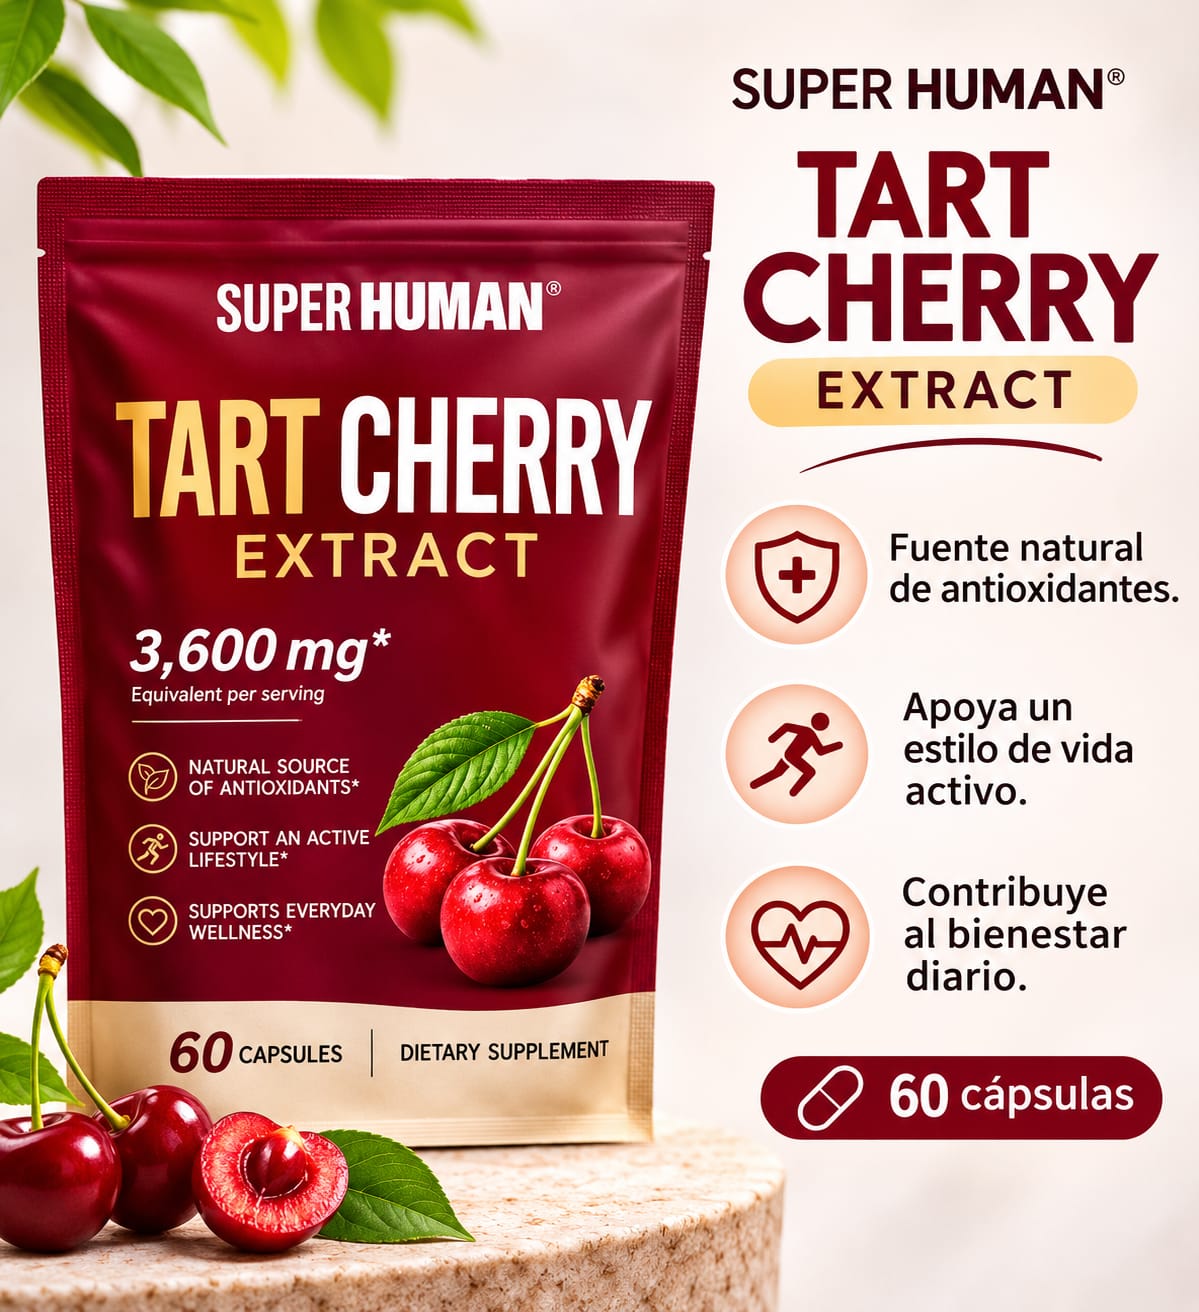 SUPER HUMAN®
TART CHERRY
EXTRACT
3,600 mg*
Equivalent per serving
NATURAL SOURCE
OF ANTIOXIDANTS*
SUPPORT AN ACTIVE
LIFESTYLE*
SUPPORTS EVERYDAY
WELLNESS*
60 CAPSULES
DIETARY SUPPLEMENT
SUPER HUMAN®
TART
CHERRY
EXTRACT
Fuente natural
de antioxidantes.
Apoya un
estilo de vida
activo.
Contribuye
al bienestar
diario.
60 cápsulas